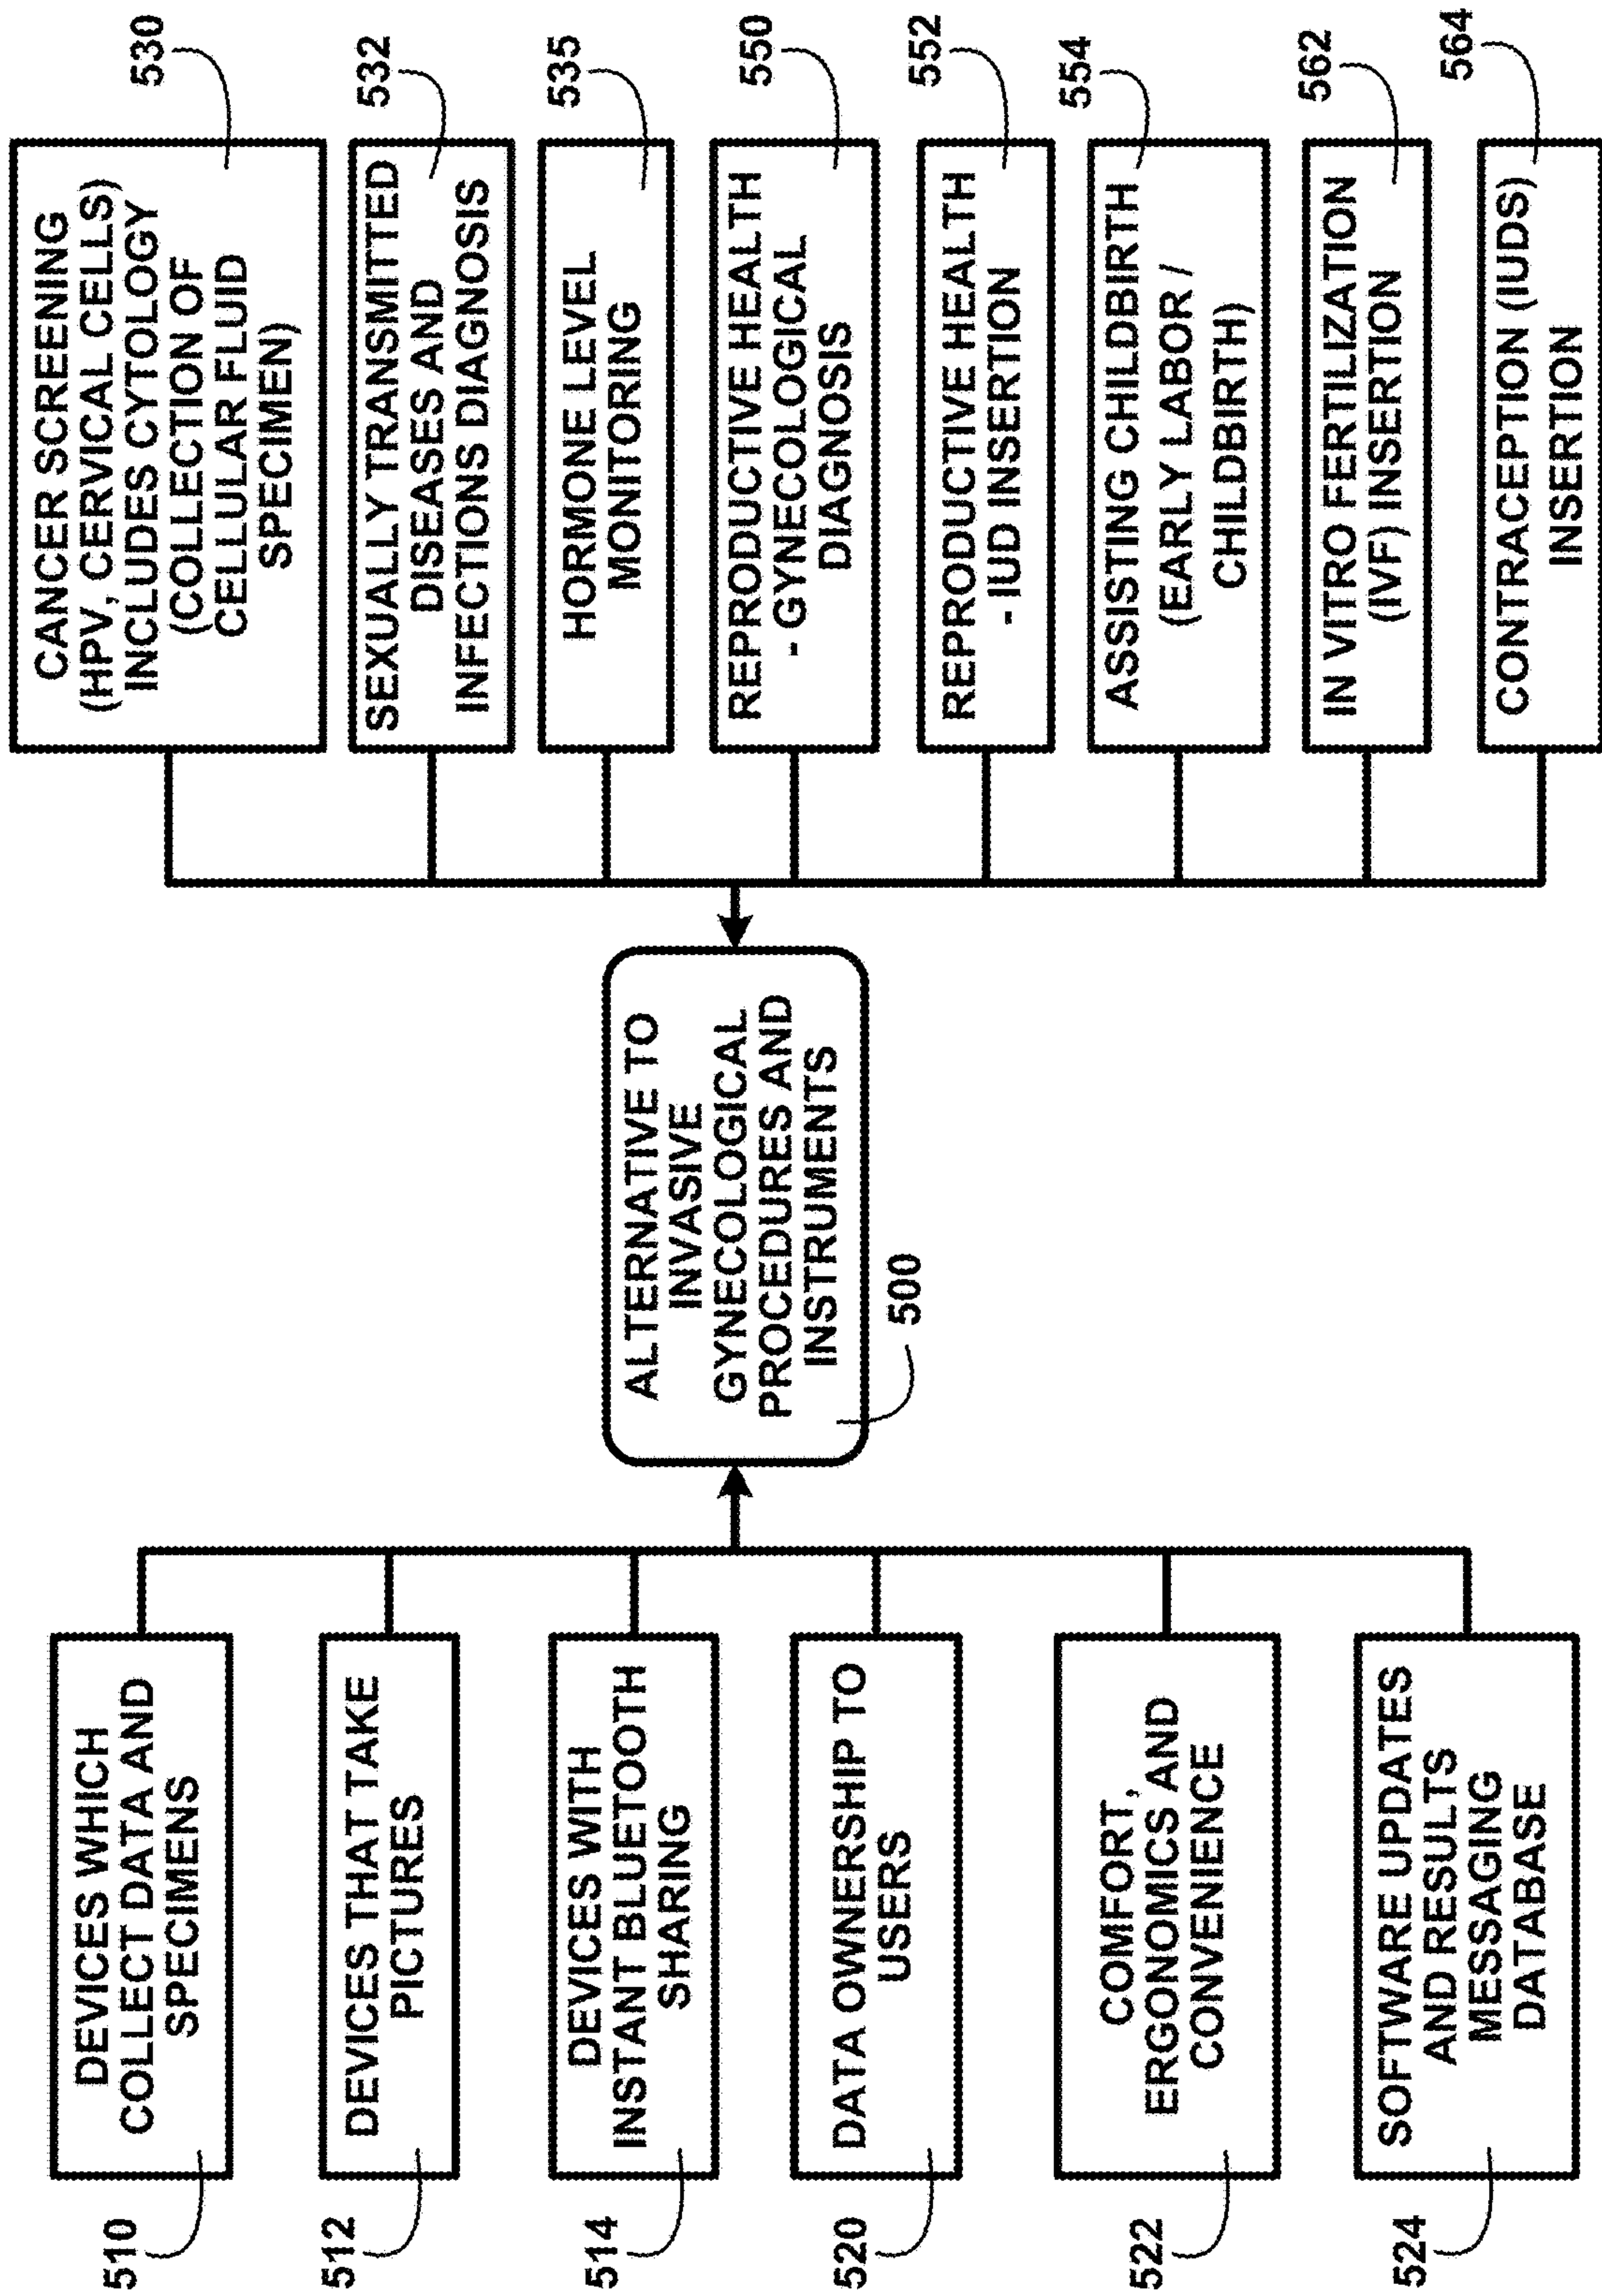 510
DEVICES WHICH
COLLECT DATA AND
SPECIMENS
512
DEVICES THAT TAKE
PICTURES
514
DEVICES WITH
INSTANT BLUETOOTH
SHARING
520
DATA OWNERSHIP TO
USERS
522
COMFORT,
ERGONOMICS AND
CONVENIENCE
524
SOFTWARE UPDATES
AND RESULTS
MESSAGING
DATABASE
ALTERNATIVE TO
INVASIVE
GYNECOLOGICAL
PROCEDURES AND
INSTRUMENTS
500
CANCER SCREENING
(HPV, CERVICAL CELLS)
INCLUDES CYTOLOGY
(COLLECTION OF
CELLULAR FLUID
SPECIMEN)
530
SEXUALLY TRANSMITTED
DISEASES AND
INFECTIONS DIAGNOSIS
532
HORMONE LEVEL
MONITORING
535
REPRODUCTIVE HEALTH
- GYNECOLOGICAL
DIAGNOSIS
550
REPRODUCTIVE HEALTH
- IUD INSERTION
552
ASSISTING CHILDBIRTH
(EARLY LABOR /
CHILDBIRTH)
554
IN VITRO FERTILIZATION
(IVF) INSERTION
562
CONTRACEPTION (IUDS)
INSERTION
564